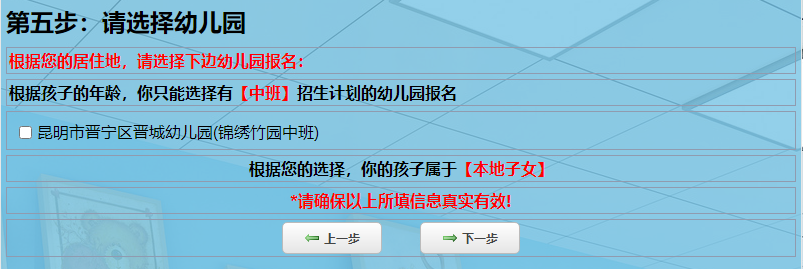 第五步：请选择幼儿园
根据您的居住地，请选择下边幼儿园报名：
根据孩子的年龄，你只能选择有【中班】招生计划的幼儿园报名
昆明市晋宁区晋城幼儿园(锦绣竹园中班)
根据您的选择，你的孩子属于【本地子女】
*请确保以上所填信息真实有效!
上一步 下一步